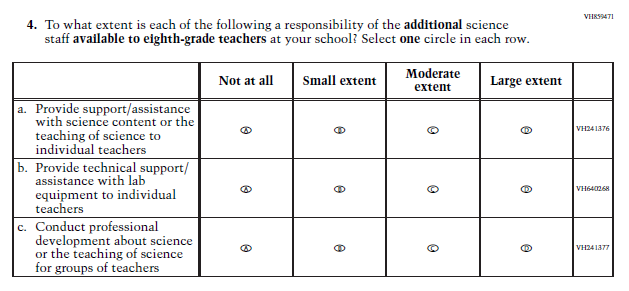 VH859471
4. To what extent is each of the following a responsibility of the additional science
staff available to eighth-grade teachers at your school? Select one circle in each row.
Not at all Small extent Moderate extent Large extent
a. Provide support/assistance
with science content or the
teaching of science to
individual teachers
A B C D VH241376
b. Provide technical support/
assistance with lab
equipment to individual
teachers
A B C D VH640268
c. Conduct professional
development about science
or the teaching of science
for groups of teachers
A B C D VH241377